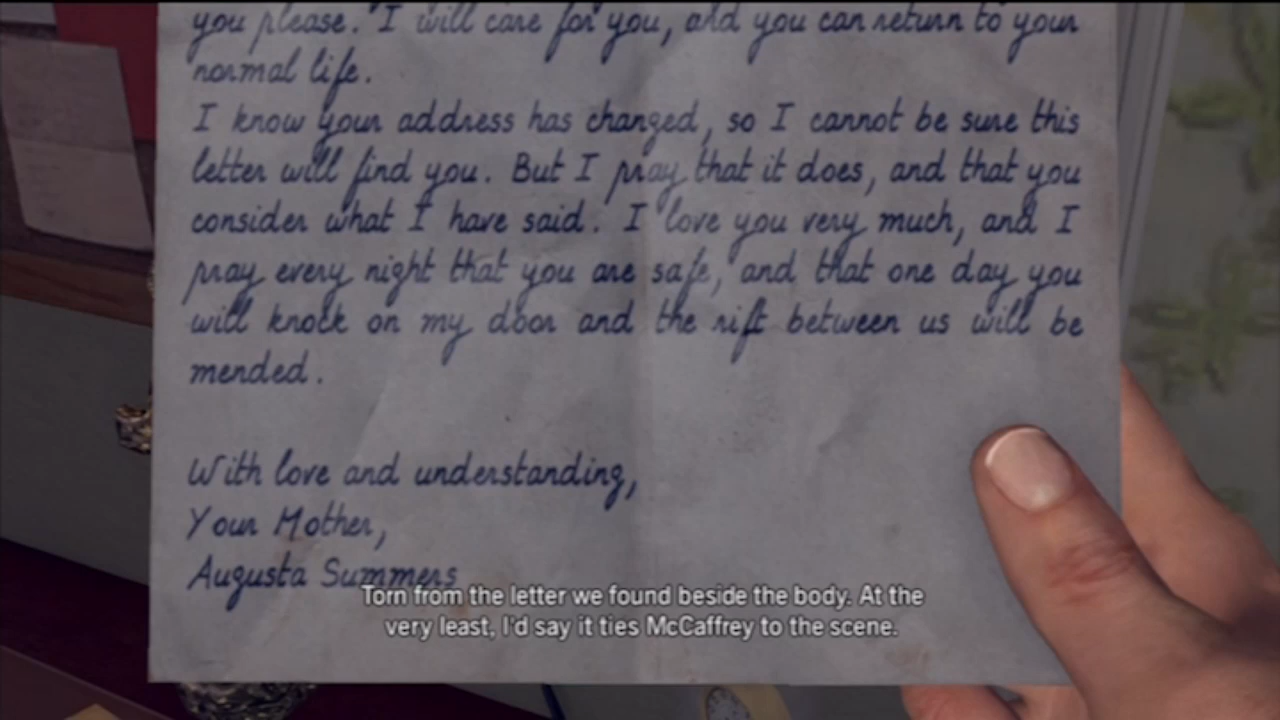 you please. I will care for you, and you can return to your
normal life.
I know your address has changed, so I cannot be sure this
letter will find you. But I pray that it does, and that you
consider what I have said. I love you very much, and I
pray every night that you are safe, and that one day you
will knock on my door and the rift between us will be
mended.
With love and understanding,
Your Mother,
Augusta Summers
Torn from the letter we found beside the body. At the
very least, I'd say it ties McCaffrey to the scene.